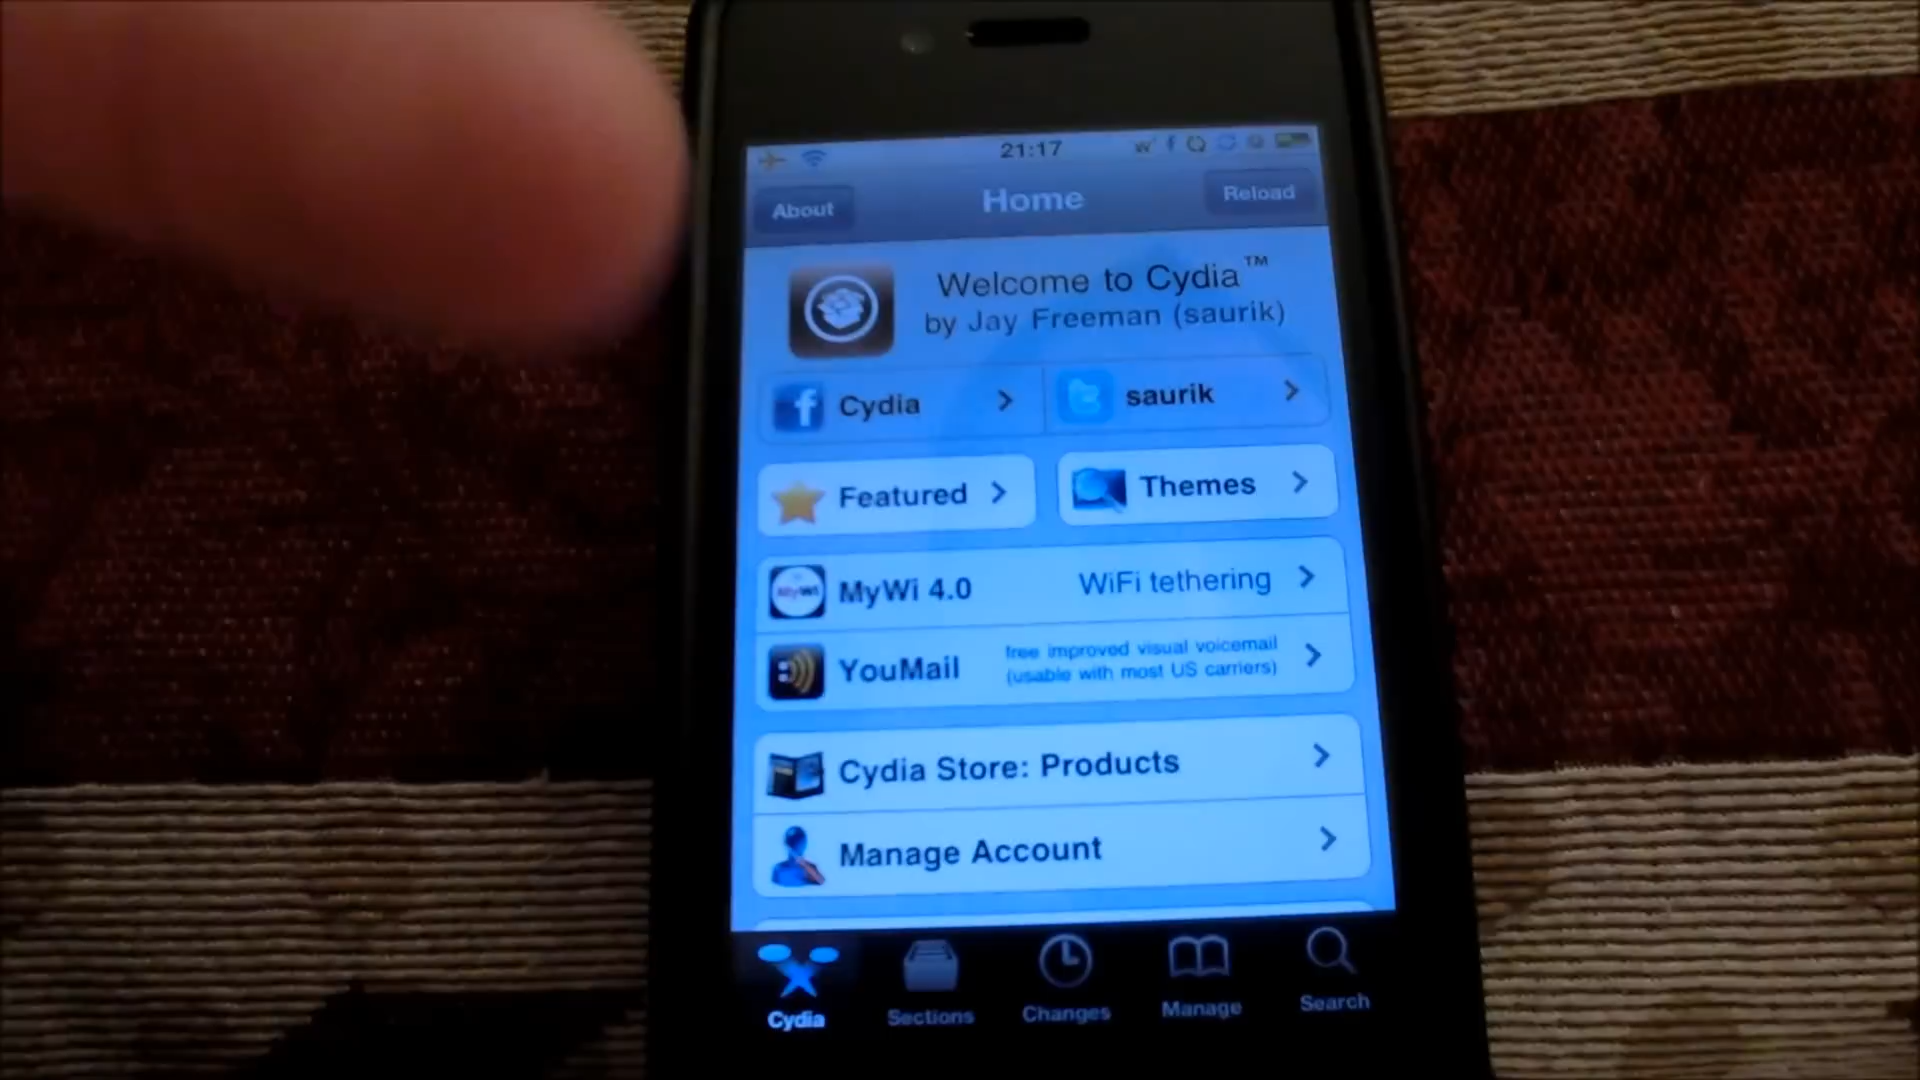 21:17
About
Home
Reload
Welcome to Cydia™
by Jay Freeman (saurik)
Cydia
saurik
Featured
Themes
MyWi 4.0
WiFi tethering
YouMail
free improved visual voicemail
(usable with most US carriers)
Cydia Store: Products
Manage Account
Cydia
Sections
Changes
Manage
Search